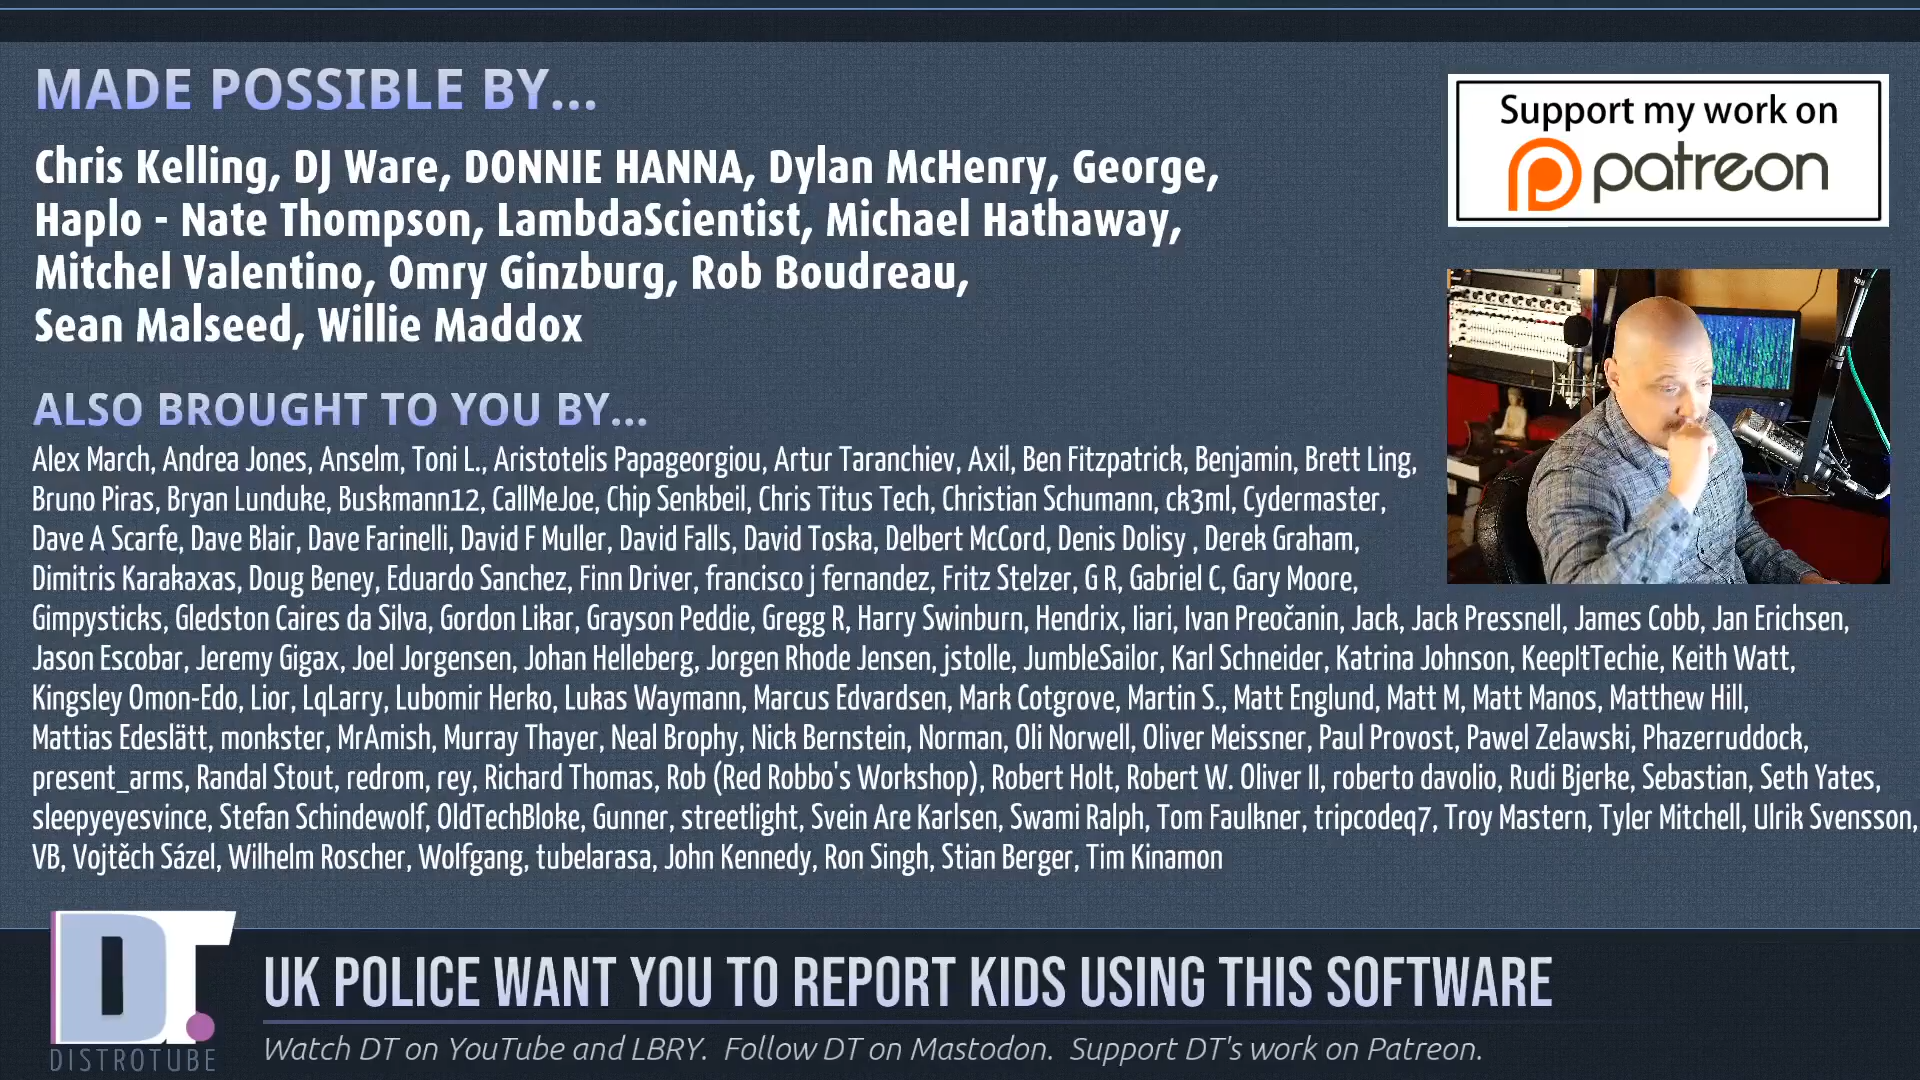 MADE POSSIBLE BY...
Chris Kelling, DJ Ware, DONNIE HANNA, Dylan McHenry, George,
Haplo - Nate Thompson, LambdaScientist, Michael Hathaway,
Mitchel Valentino, Omry Ginzburg, Rob Boudreau,
Sean Malseed, Willie Maddox
Support my work on
patreon
ALSO BROUGHT TO YOU BY...
Alex March, Andrea Jones, Anselm, Toni L., Aristotelis Papageorgiou, Artur Taranchiev, Axil, Ben Fitzpatrick, Benjamin, Brett Ling,
Bruno Piras, Bryan Lunduke, Buskmann12, CallMeJoe, Chip Senkbeil, Chris Titus Tech, Christian Schumann, ck3ml, Cydermaster,
Dave A Scarfe, Dave Blair, Dave Farinelli, David F Muller, David Falls, David Toska, Delbert McCord, Denis Dolisy , Derek Graham,
Dimitris Karakaxas, Doug Beney, Eduardo Sanchez, Finn Driver, francisco j fernandez, Fritz Stelzer, G R, Gabriel C, Gary Moore,
Gimpysticks, Gledston Caires da Silva, Gordon Likar, Grayson Peddie, Gregg R, Harry Swinburn, Hendrix, Iiari, Ivan Preočanin, Jack, Jack Pressnell, James Cobb, Jan Erichsen,
Jason Escobar, Jeremy Gigax, Joel Jorgensen, Johan Helleberg, Jorgen Rhode Jensen, jstolle, JumbleSailor, Karl Schneider, Katrina Johnson, KeepItTechie, Keith Watt,
Kingsley Omon-Edo, Lior, LqLarry, Lubomir Herko, Lukas Waymann, Marcus Edvardsen, Mark Cotgrove, Martin S., Matt Englund, Matt M, Matt Manos, Matthew Hill,
Mattias Edeslätt, monkster, MrAmish, Murray Thayer, Neal Brophy, Nick Bernstein, Norman, Oli Norwell, Oliver Meissner, Paul Provost, Pawel Zelawski, Phazerruddock,
present_arms, Randal Stout, redrom, rey, Richard Thomas, Rob (Red Robbo's Workshop), Robert Holt, Robert W. Oliver II, roberto davolio, Rudi Bjerke, Sebastian, Seth Yates,
sleepyeyesvince, Stefan Schindewolf, OldTechBloke, Gunner, streetlight, Svein Are Karlsen, Swami Ralph, Tom Faulkner, tripcodeq7, Troy Mastern, Tyler Mitchell, Ulrik Svensson,
VB, Vojtěch Sázel, Wilhelm Roscher, Wolfgang, tubelarasa, John Kennedy, Ron Singh, Stian Berger, Tim Kinamon
DT
DISTROTUBE
UK POLICE WANT YOU TO REPORT KIDS USING THIS SOFTWARE
Watch DT on YouTube and LBRY. Follow DT on Mastodon. Support DT's work on Patreon.